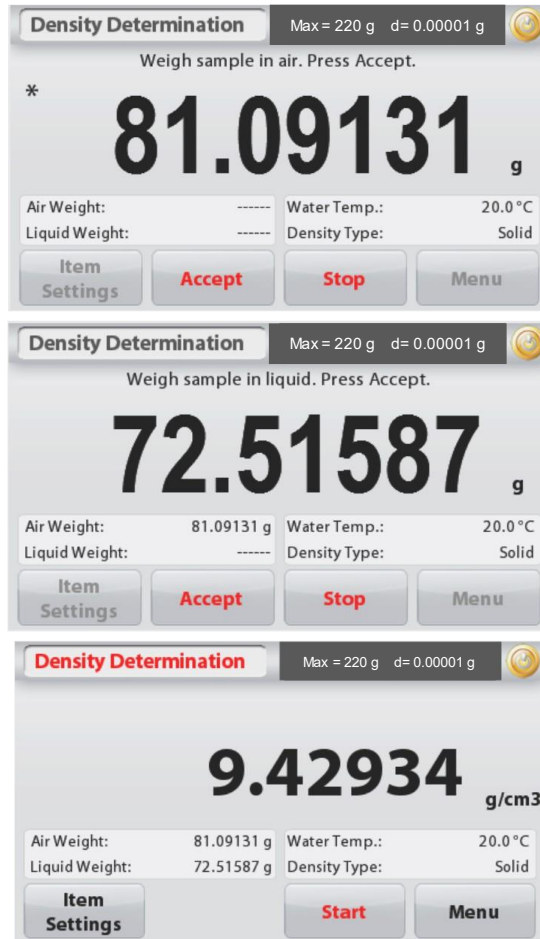 Density Determination Max = 220 g d= 0.00001 g
Weigh sample in air. Press Accept.
*
81.09131 g
Air Weight: ------ Water Temp.: 20.0°C
Liquid Weight: ------ Density Type: Solid
Item Settings Accept Stop Menu
Density Determination Max = 220 g d= 0.00001 g
Weigh sample in liquid. Press Accept.
72.51587 g
Air Weight: 81.09131 g Water Temp.: 20.0°C
Liquid Weight: ------ Density Type: Solid
Item Settings Accept Stop Menu
Density Determination Max = 220 g d= 0.00001 g
9.42934 g/cm3
Air Weight: 81.09131 g Water Temp.: 20.0°C
Liquid Weight: 72.51587 g Density Type: Solid
Item Settings Start Menu